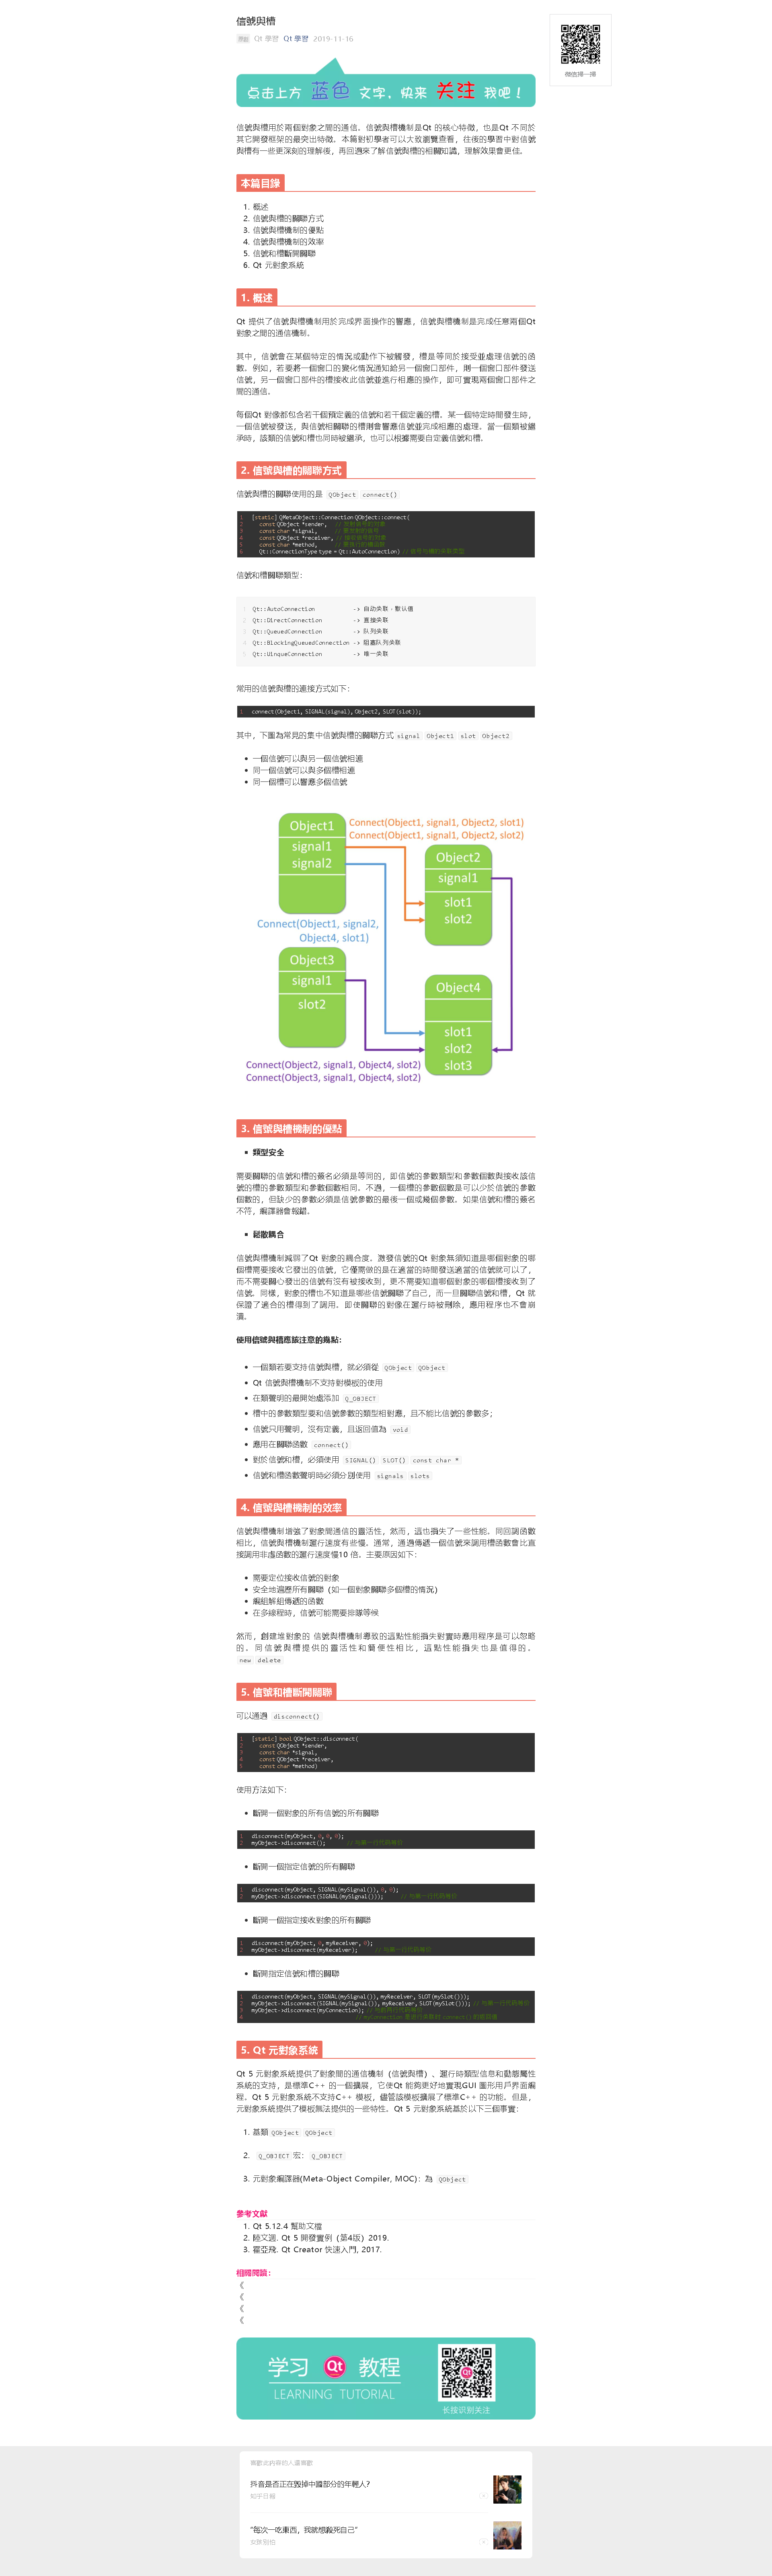 信號與槽
原創 Qt 學習 Qt 學習 2019-11-16
微信掃一掃
点击上方 蓝色 文字，快来 关注 我吧！
信號與槽用於兩個對象之間的通信。信號與槽機制是Qt 的核心特徵，也是Qt 不同於
其它開發框架的最突出特徵。本篇對初學者可以大致瀏覽查看，往後的學習中對信號
與槽有一些更深刻的理解後，再回過來了解信號與槽的相關知識，理解效果會更佳。
本篇目錄
1. 概述
2. 信號與槽的關聯方式
3. 信號與槽機制的優點
4. 信號與槽機制的效率
5. 信號和槽斷開關聯
6. Qt 元對象系統
1. 概述
Qt 提供了信號與槽機制用於完成界面操作的響應，信號與槽機制是完成任意兩個Qt
對象之間的通信機制。
其中，信號會在某個特定的情況或動作下被觸發，槽是等同於接受並處理信號的函
數。例如，若要將一個窗口的變化情況通知給另一個窗口部件，則一個窗口部件發送
信號，另一個窗口部件的槽接收此信號並進行相應的操作，即可實現兩個窗口部件之
間的通信。
每個Qt 對像都包含若干個預定義的信號和若干個定義的槽。某一個特定時間發生時，
一個信號被發送，與信號相關聯的槽則會響應信號並完成相應的處理。當一個類被繼
承時，該類的信號和槽也同時被繼承，也可以根據需要自定義信號和槽。
2. 信號與槽的關聯方式
信號與槽的關聯使用的是 QObject connect()
1 [static] QMetaObject::Connection QObject::connect(
2 const QObject *sender,
3 const char *signal,
4 const QObject *receiver,
5 const char *method,
6 Qt::ConnectionType type = Qt::AutoConnection)
信號和槽關聯類型：
1 Qt::AutoConnection -> 自动关联，默认值
2 Qt::DirectConnection -> 直接关联
3 Qt::QueuedConnection -> 队列关联
4 Qt::BlockingQueuedConnection -> 阻塞队列关联
5 Qt::UinqueConnection -> 唯一关联
常用的信號與槽的連接方式如下：
1 connect(Object1, SIGNAL(signal), Object2, SLOT(slot));
其中，下圖為常見的集中信號與槽的關聯方式 signal Object1 slot Object2
• 一個信號可以與另一個信號相連
• 同一個信號可以與多個槽相連
• 同一個槽可以響應多個信號
Object1
signal1
signal2
Connect(Object1, signal1, Object2, slot1)
Connect(Object1, signal1, Object2, slot2)
Object2
signal1
slot1
slot2
Connect(Object1, signal2,
Object4, slot1)
Object3
signal1
slot2
Object4
slot1
slot2
slot3
Connect(Object2, signal1, Object4, slot2)
Connect(Object3, signal1, Object4, slot2)
3. 信號與槽機制的優點
▪ 類型安全
需要關聯的信號和槽的簽名必須是等同的，即信號的參數類型和參數個數與接收該信
號的槽的參數類型和參數個數相同。不過，一個槽的參數個數是可以少於信號的參數
個數的，但缺少的參數必須是信號參數的最後一個或幾個參數。如果信號和槽的簽名
不符，編譯器會報錯。
▪ 鬆散耦合
信號與槽機制減弱了Qt 對象的耦合度。激發信號的Qt 對象無須知道是哪個對象的哪
個槽需要接收它發出的信號，它僅需做的是在適當的時間發送適當的信號就可以了，
而不需要關心發出的信號有沒有被接收到，更不需要知道哪個對象的哪個槽接收到了
信號。同樣，對象的槽也不知道是哪些信號關聯了自己，而一旦關聯信號和槽，Qt 就
保證了適合的槽得到了調用。即使關聯的對像在運行時被刪除，應用程序也不會崩
潰。
使用信號與槽應該注意的幾點：
• 一個類若要支持信號與槽，就必須從 QObject QObject
• Qt 信號與槽機制不支持對模板的使用
• 在類聲明的最開始處添加 Q_OBJECT
• 槽中的參數類型要和信號參數的類型相對應，且不能比信號的參數多；
• 信號只用聲明，沒有定義，且返回值為 void
• 應用在關聯函數 connect()
• 對於信號和槽，必須使用 SIGNAL() SLOT() const char *
• 信號和槽函數聲明時必須分別使用 signals slots
4. 信號與槽機制的效率
信號與槽機制增強了對象間通信的靈活性，然而，這也損失了一些性能。同回調函數
相比，信號與槽機制運行速度有些慢。通常，通過傳遞一個信號來調用槽函數會比直
接調用非虛函數的運行速度慢10 倍。主要原因如下：
• 需要定位接收信號的對象
• 安全地遍歷所有關聯（如一個對象關聯多個槽的情況）
• 編組解組傳遞的函數
• 在多線程時，信號可能需要排隊等候
然而，創建堆對象的 信號與槽機制導致的這點性能損失對實時應用程序是可以忽略
的。同信號與槽提供的靈活性和簡便性相比，這點性能損失也是值得的。
new delete
5. 信號和槽斷開關聯
可以通過 disconnect()
1 [static] bool QObject::disconnect(
2 const QObject *sender,
3 const char *signal,
4 const QObject *receiver,
5 const char *method)
使用方法如下：
• 斷開一個對象的所有信號的所有關聯
1 disconnect(myObject, 0, 0, 0);
2 myObject->disconnect();
• 斷開一個指定信號的所有關聯
1 disconnect(myObject, SIGNAL(mySignal()), 0, 0);
2 myObject->disconnect(SIGNAL(mySignal()));
• 斷開一個指定接收對象的所有關聯
1 disconnect(myObject, 0, myReceiver, 0);
2 myObject->disconnect(myReceiver);
• 斷開指定信號和槽的關聯
1 disconnect(myObject, SIGNAL(mySignal()), myReceiver, SLOT(mySlot()));
2 myObject->disconnect(SIGNAL(mySignal()), myReceiver, SLOT(mySlot()));
3 myObject->disconnect(myConnection);
4
5. Qt 元對象系統
Qt 5 元對象系統提供了對象間的通信機制（信號與槽）、運行時類型信息和動態屬性
系統的支持，是標準C++ 的一個擴展，它使Qt 能夠更好地實現GUI 圖形用戶界面編
程。Qt 5 元對象系統不支持C++ 模板，儘管該模板擴展了標準C++ 的功能。但是，
元對象系統提供了模板無法提供的一些特性。Qt 5 元對象系統基於以下三個事實：
1. 基類 QObject QObject
2. Q_OBJECT 宏： Q_OBJECT
3. 元對象編譯器(Meta-Object Compiler, MOC)：為 QObject
參考文獻
1. Qt 5.12.4 幫助文檔
2. 陸文週. Qt 5 開發實例（第4版）2019.
3. 霍亞飛. Qt Creator 快速入門, 2017.
相關閱讀：
《
《
《
《
学习 Qt 教程
LEARNING TUTORIAL
长按识别关注
喜歡此內容的人還喜歡
抖音是否正在毀掉中國部分的年輕人?
知乎日報
“每次一吃東西，我就想殺死自己”